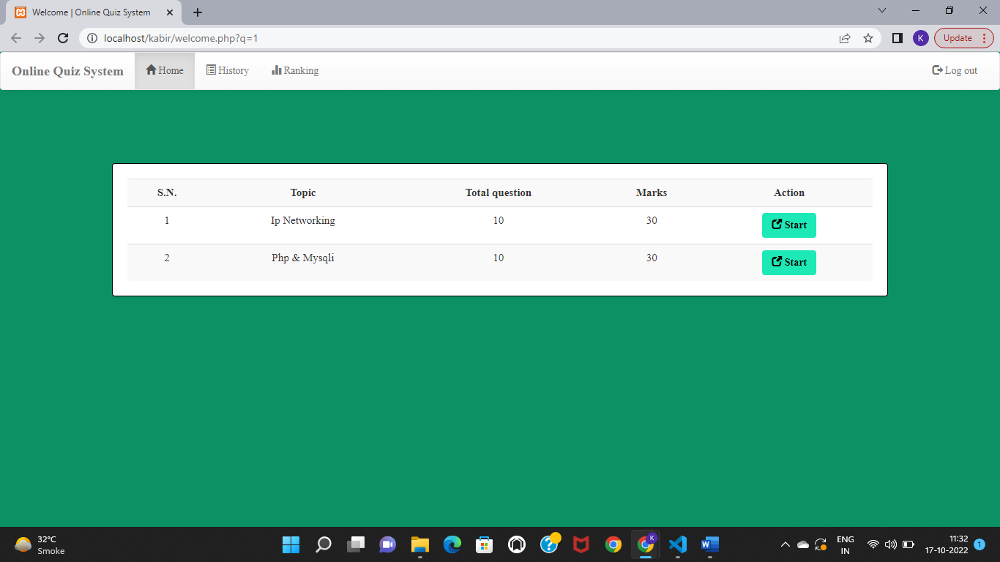 Welcome | Online Quiz System
localhost/kabir/welcome.php?q=1
K
Update
Online Quiz System
Home
History
Ranking
Log out
S.N. Topic Total question Marks Action
1 Ip Networking 10 30 Start
2 Php & Mysqli 10 30 Start
32°C
Smoke
K
W
ENG
IN
11:32
17-10-2022
1